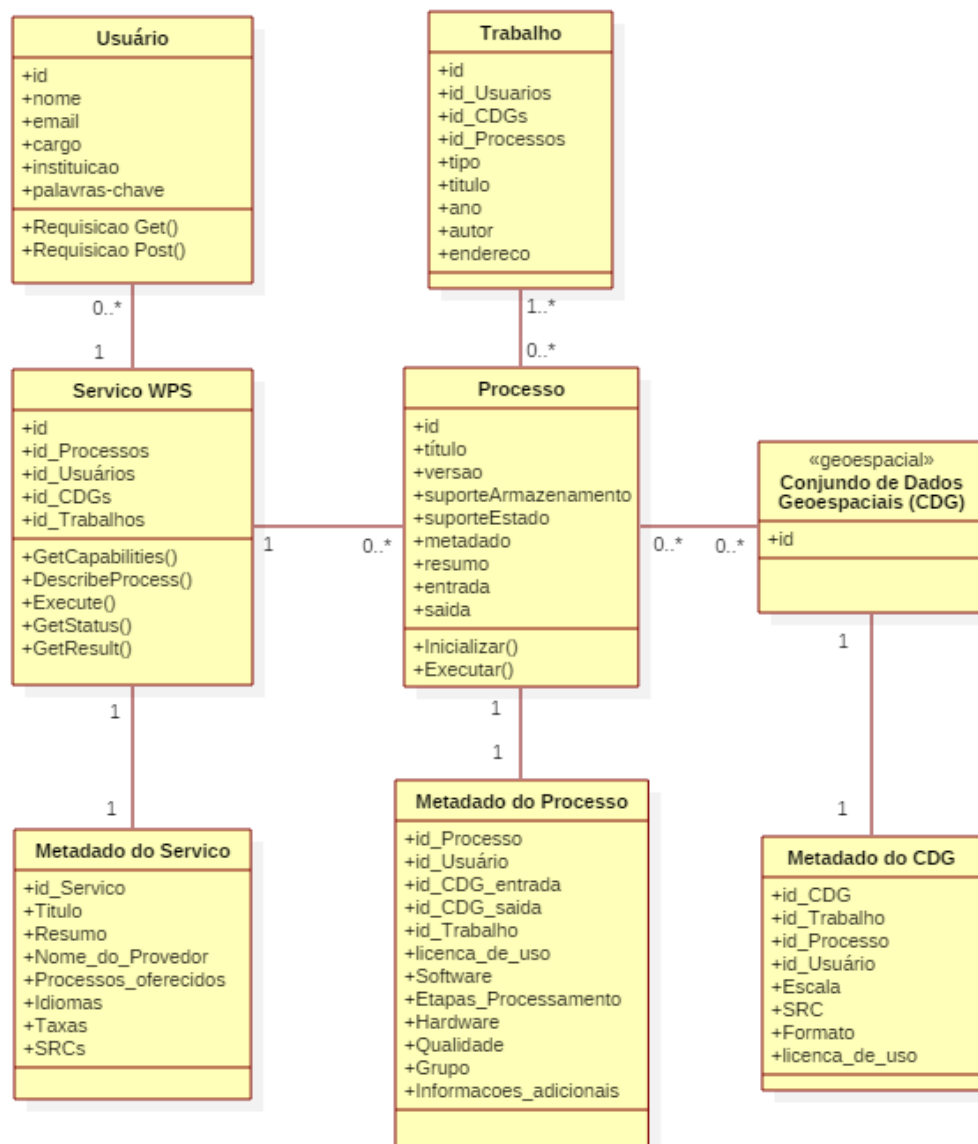 Usuário
+id
+nome
+email
+cargo
+instituicao
+palavras-chave
+Requisicao Get()
+Requisicao Post()
0..*
1
Trabalho
+id
+id_Usuarios
+id_CDGs
+id_Processos
+tipo
+titulo
+ano
+autor
+endereco
1..*
0..*
Servico WPS
+id
+id_Processos
+id_Usuários
+id_CDGs
+id_Trabalhos
+GetCapabilities()
+DescribeProcess()
+Execute()
+GetStatus()
+GetResult()
1
0..*
Processo
+id
+título
+versao
+suporteArmazenamento
+suporteEstado
+metadado
+resumo
+entrada
+saida
+Inicializar()
+Executar()
0..*
0..*
«geoespacial»
Conjundo de Dados
Geoespaciais (CDG)
+id
1
1
1
1
1
1
Metadado do Servico
+id_Servico
+Titulo
+Resumo
+Nome_do_Provedor
+Processos_oferecidos
+Idiomas
+Taxas
+SRCs
Metadado do Processo
+id_Processo
+id_Usuário
+id_CDG_entrada
+id_CDG_saida
+id_Trabalho
+licenca_de_uso
+Software
+Etapas_Processamento
+Hardware
+Qualidade
+Grupo
+Informacoes_adicionais
Metadado do CDG
+id_CDG
+id_Trabalho
+id_Processo
+id_Usuário
+Escala
+SRC
+Formato
+licenca_de_uso